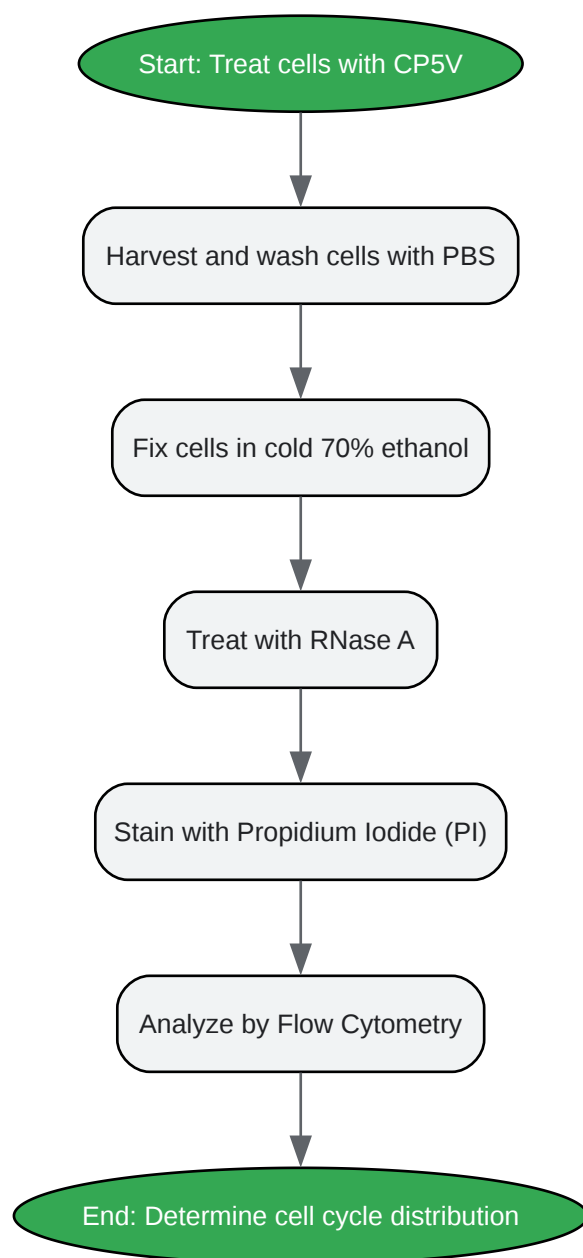 Start: Treat cells with CP5V
Harvest and wash cells with PBS
Fix cells in cold 70% ethanol
Treat with RNase A
Stain with Propidium Iodide (PI)
Analyze by Flow Cytometry
End: Determine cell cycle distribution